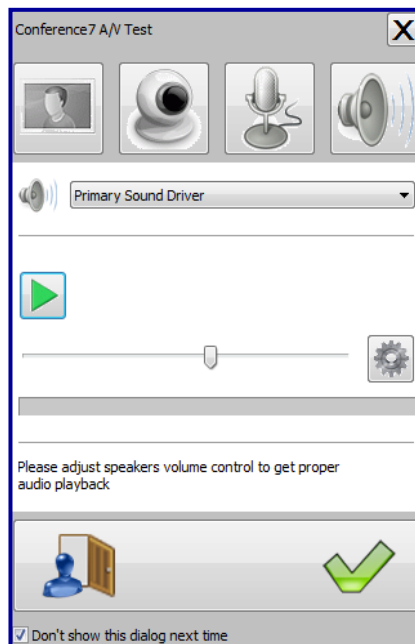 Conference7 A/V Test
X
Primary Sound Driver
Please adjust speakers volume control to get proper
audio playback
Don't show this dialog next time